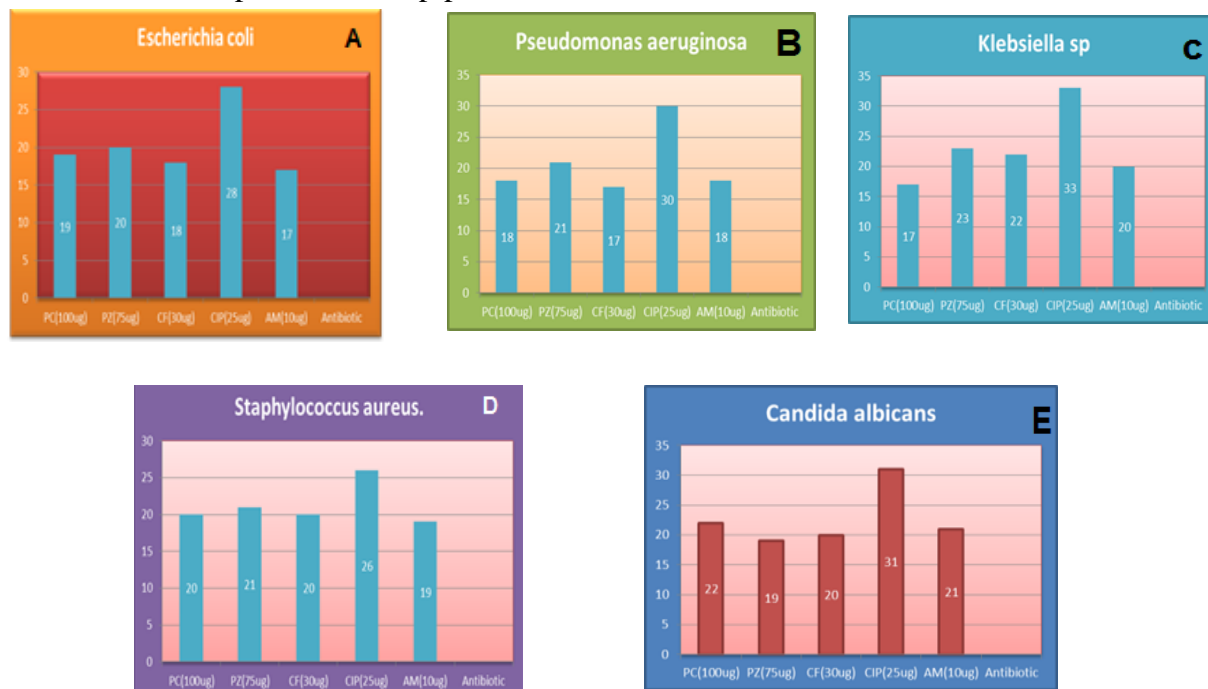 Escherichia coli A
30
25
20
15
10
5
0
19 20 18 28 17
PC(100ug) PZ(75ug) CF(30ug) CIP(25ug) AM(10ug) Antibiotic
Pseudomonas aeruginosa B
35
30
25
20
15
10
5
0
18 21 17 30 18
PC(100ug) PZ(75ug) CF(30ug) CIP(25ug) AM(10ug) Antibiotic
Klebsiella sp C
35
30
25
20
15
10
5
0
17 23 22 33 20
PC(100ug) PZ(75ug) CF(30ug) CIP(25ug) AM(10ug) Antibiotic
Staphylococcus aureus. D
30
25
20
15
10
5
0
20 21 20 26 19
PC(100ug) PZ(75ug) CF(30ug) CIP(25ug) AM(10ug) Antibiotic
Candida albicans E
35
30
25
20
15
10
5
0
22 19 20 31 21
PC(100ug) PZ(75ug) CF(30ug) CIP(25ug) AM(10ug) Antibiotic